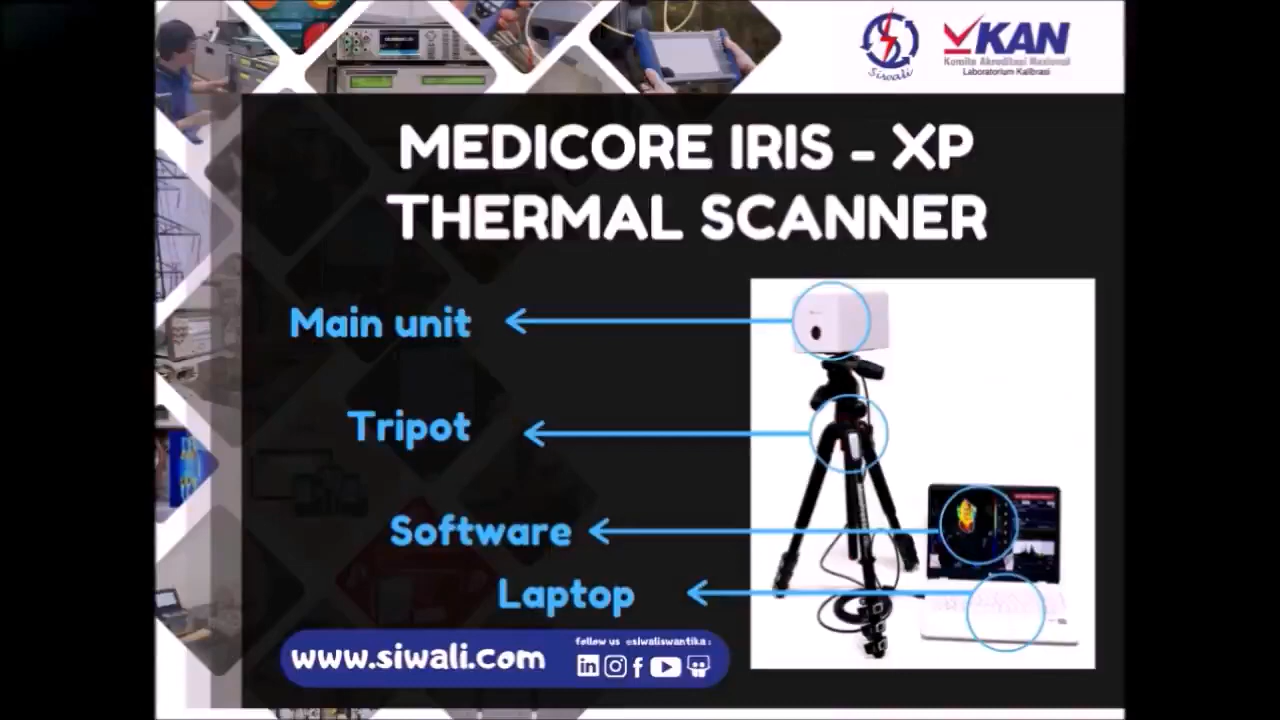 Siwali
KAN
Komite Akreditasi Nasional
Laboratorium Kalibrasi
MEDICORE IRIS - XP
THERMAL SCANNER
Main unit
Tripot
Software
Laptop
follow us @siwaliswantika :
www.siwali.com